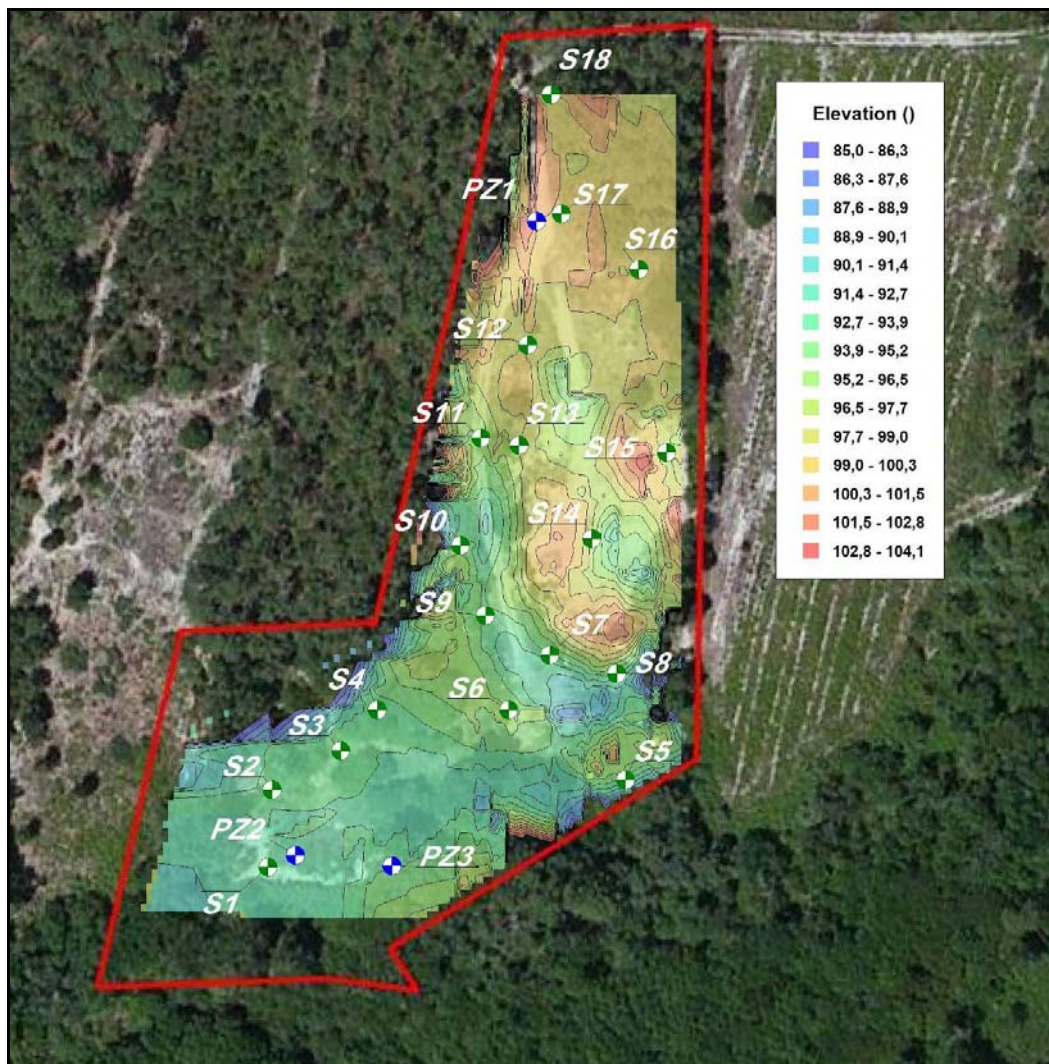 S18
Elevation ()
85,0 - 86,3
86,3 - 87,6
87,6 - 88,9
88,9 - 90,1
90,1 - 91,4
91,4 - 92,7
92,7 - 93,9
93,9 - 95,2
95,2 - 96,5
96,5 - 97,7
97,7 - 99,0
99,0 - 100,3
100,3 - 101,5
101,5 - 102,8
102,8 - 104,1
PZ1
S17
S16
S12
S11
S13
S15
S10
S14
S9
S7
S4
S6
S8
S3
S2
S5
PZ2
PZ3
S1